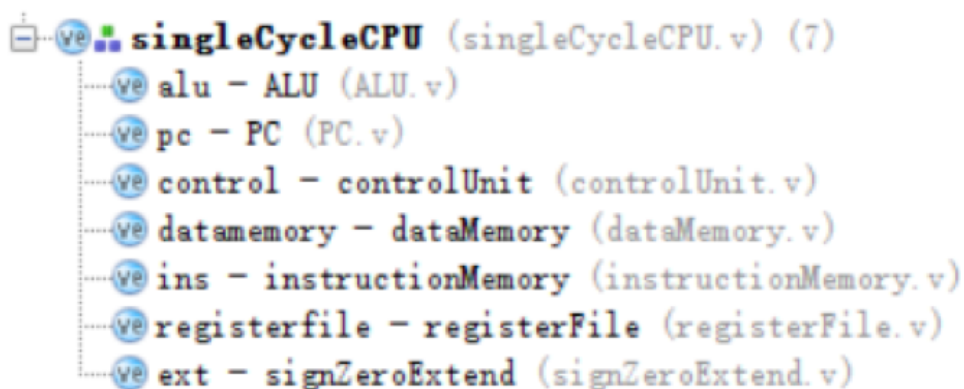 singleCycleCPU (singleCycleCPU.v) (7)
alu - ALU (ALU.v)
pc - PC (PC.v)
control - controlUnit (controlUnit.v)
datamemory - dataMemory (dataMemory.v)
ins - instructionMemory (instructionMemory.v)
registerfile - registerFile (registerFile.v)
ext - signZeroExtend (signZeroExtend.v)